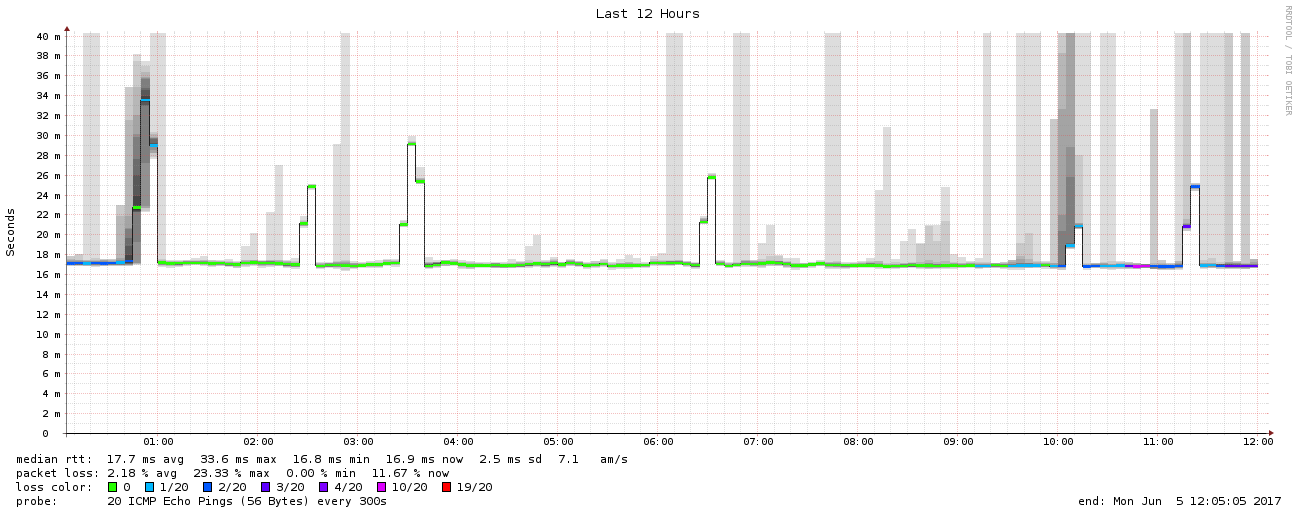 Last 12 Hours
RRDTOOL / TOBI OETIKER
Seconds
40 m
38 m
36 m
34 m
32 m
30 m
28 m
26 m
24 m
22 m
20 m
18 m
16 m
14 m
12 m
10 m
8 m
6 m
4 m
2 m
0
01:00 02:00 03:00 04:00 05:00 06:00 07:00 08:00 09:00 10:00 11:00 12:00
median rtt: 17.7 ms avg 33.6 ms max 16.8 ms min 16.9 ms now 2.5 ms sd 7.1 am/s
packet loss: 2.18 % avg 23.33 % max 0.00 % min 11.67 % now
loss color: 0 1/20 2/20 3/20 4/20 10/20 19/20
probe: 20 ICMP Echo Pings (56 Bytes) every 300s end: Mon Jun 5 12:05:05 2017